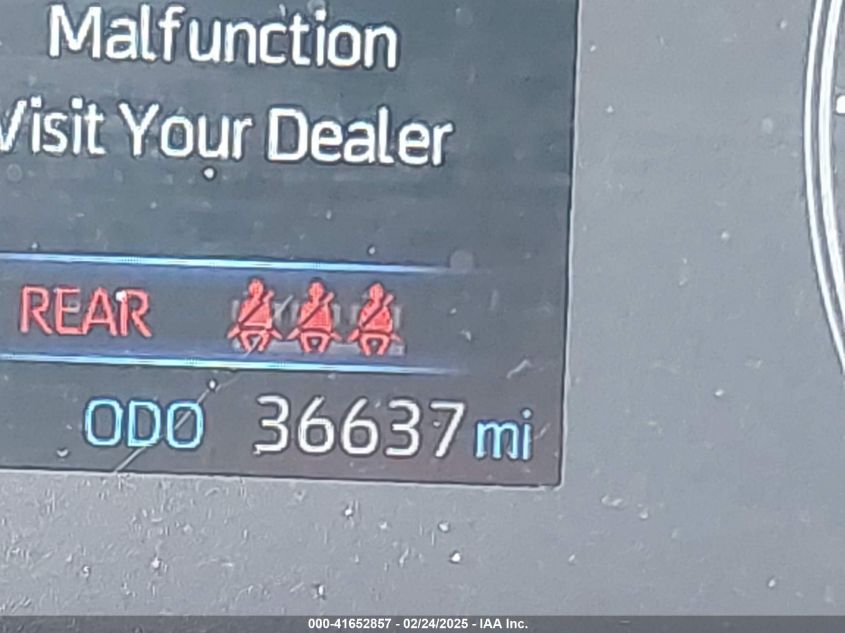 Malfunction
Visit Your Dealer
REAR
ODO 36637 mi
000-41652857 - 02/24/2025 - IAA Inc.